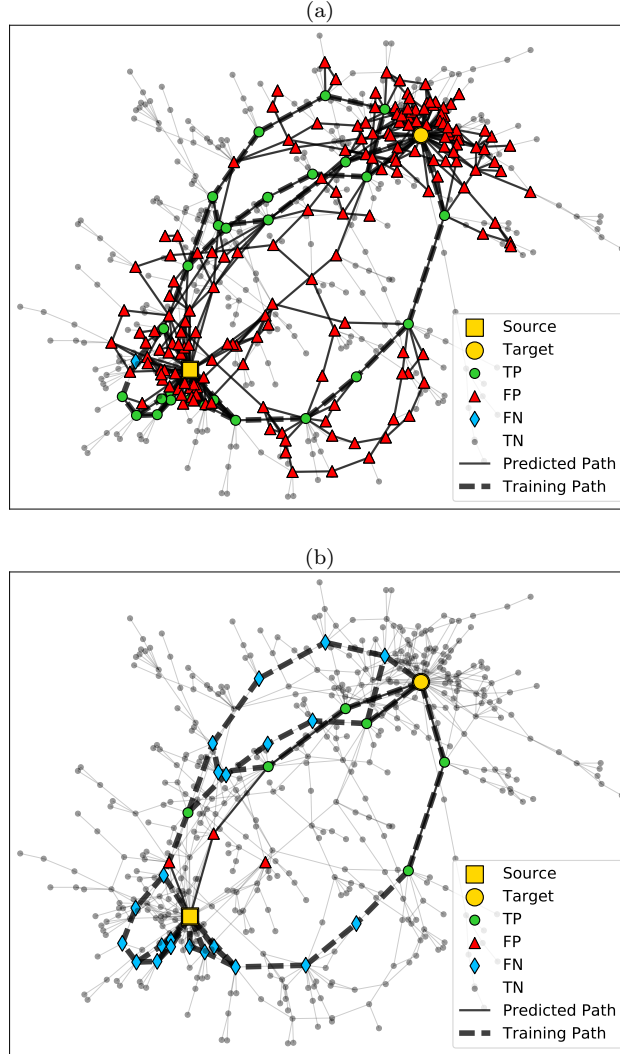 (a)
Source
Target
TP
FP
FN
TN
Predicted Path
Training Path
(b)
Source
Target
TP
FP
FN
TN
Predicted Path
Training Path